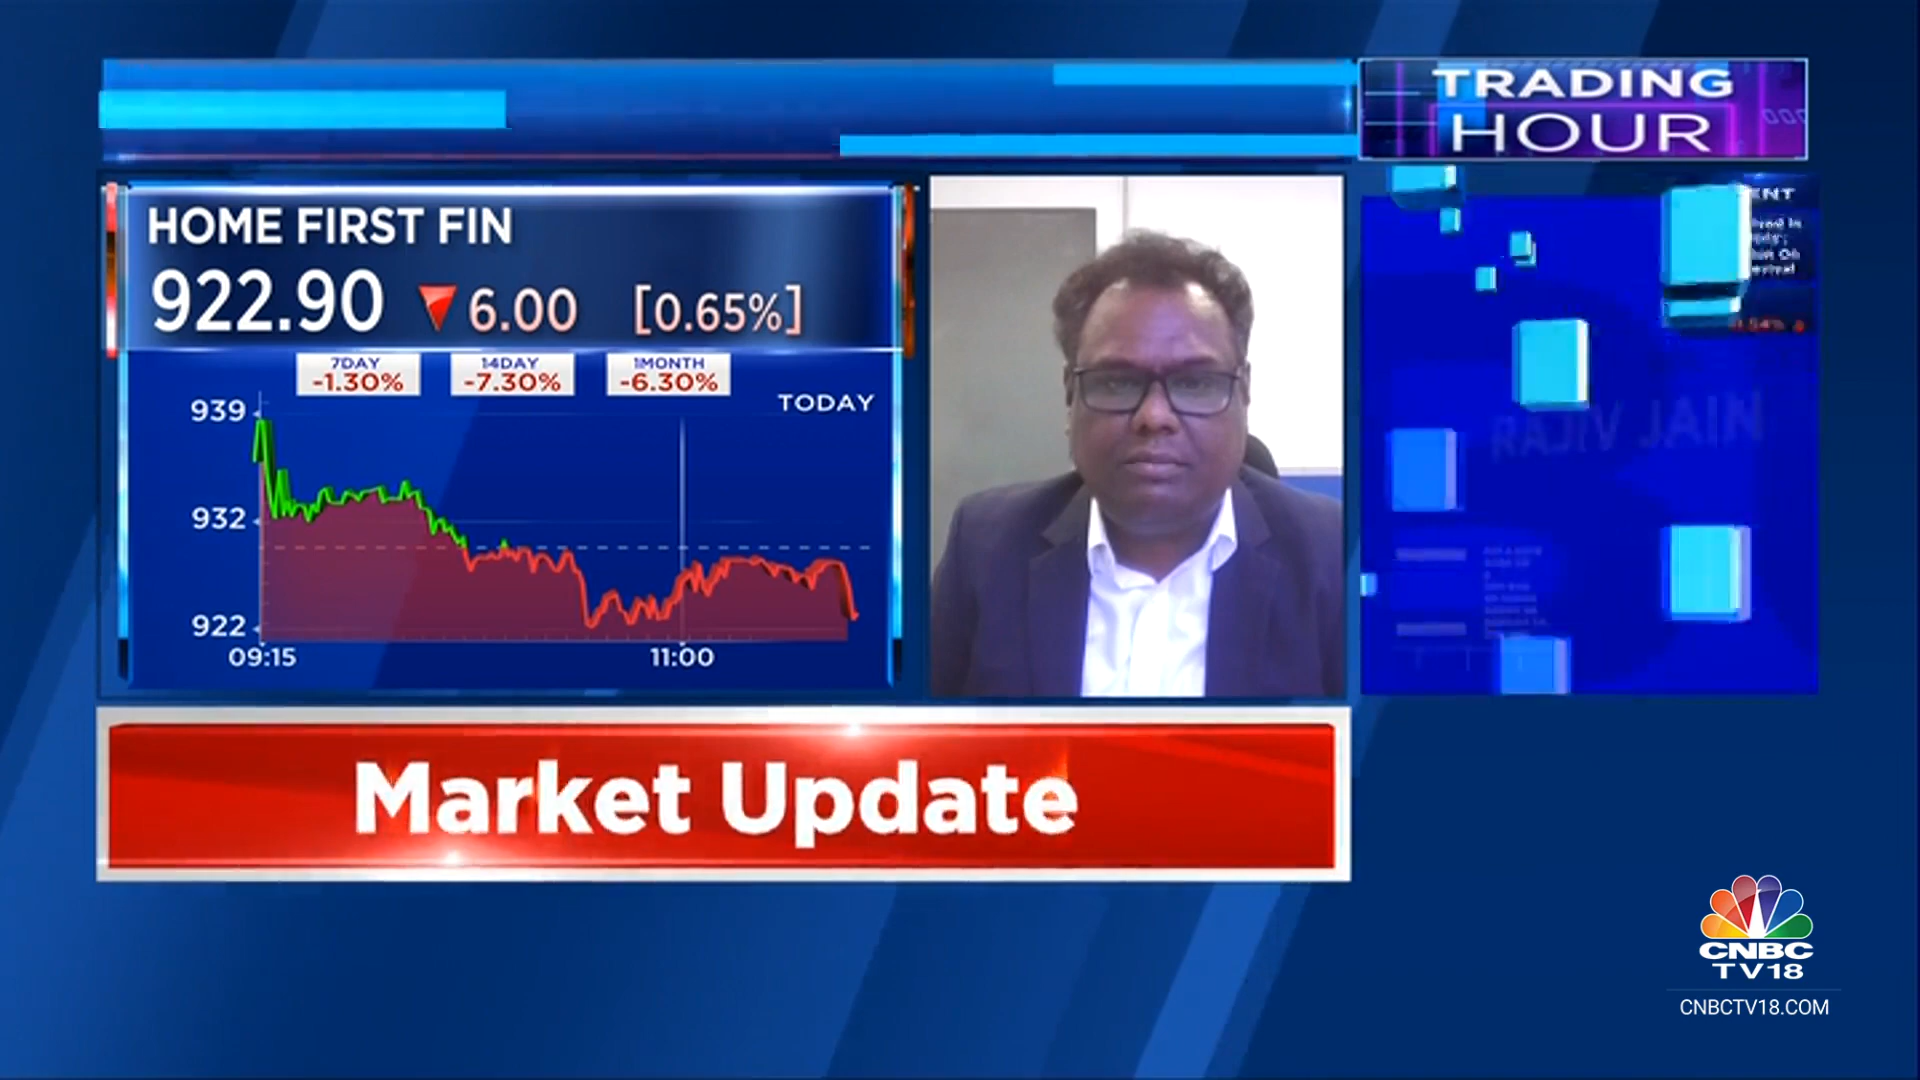 TRADING
HOUR
HOME FIRST FIN
922.90 ▼ 6.00 [0.65%]
7DAY
-1.30%
14DAY
-7.30%
1MONTH
-6.30%
TODAY
939
932
922
09:15
11:00
RAJIV JAIN
Market Update
CNBC
TV18
CNBCTV18.COM